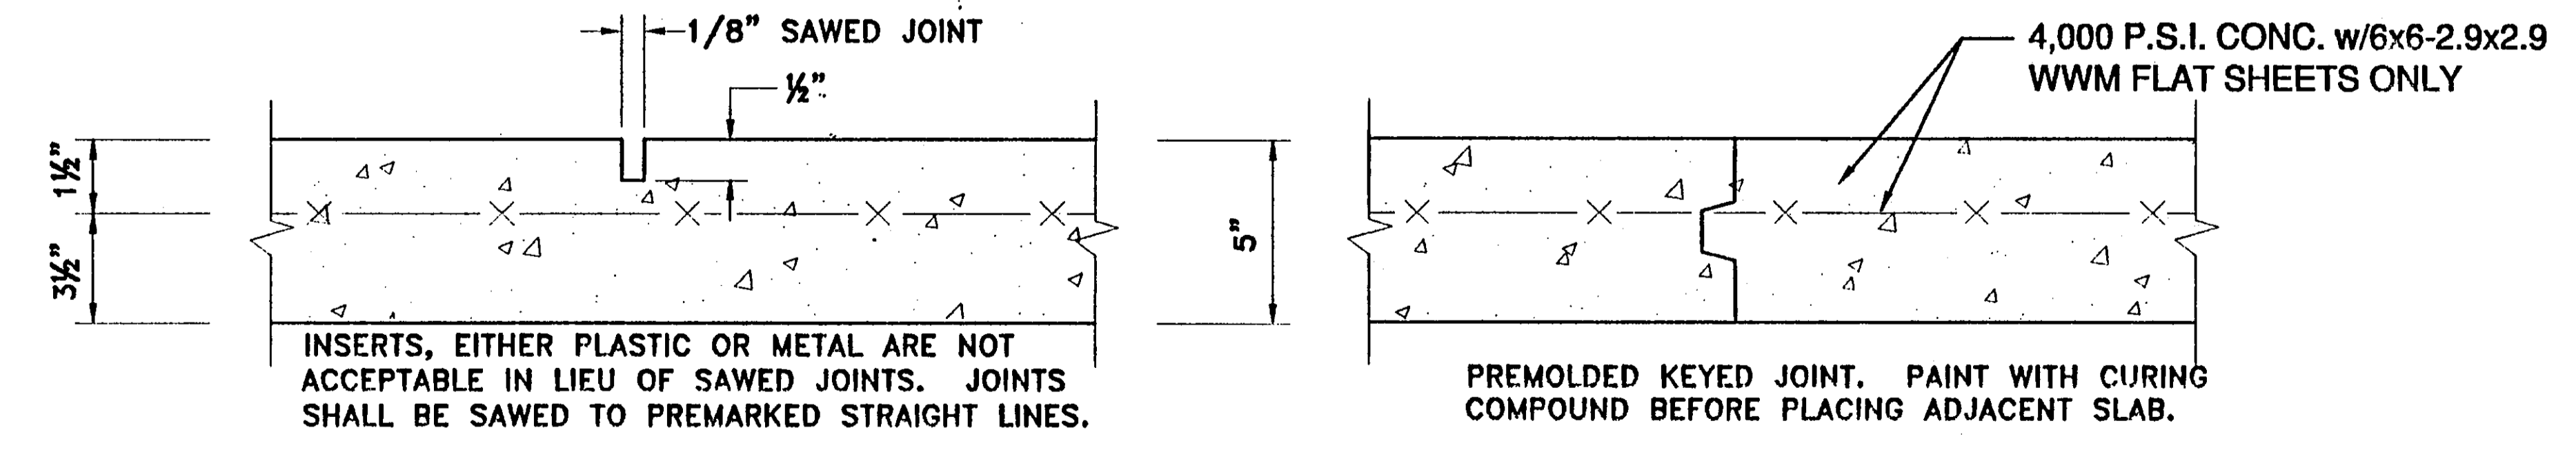 1/8" SAWED JOINT
½"
1½"
3½"
INSERTS, EITHER PLASTIC OR METAL ARE NOT
ACCEPTABLE IN LIEU OF SAWED JOINTS. JOINTS
SHALL BE SAWED TO PREMARKED STRAIGHT LINES.
4,000 P.S.I. CONC. w/6x6-2.9x2.9
WWM FLAT SHEETS ONLY
5"
PREMOLDED KEYED JOINT. PAINT WITH CURING
COMPOUND BEFORE PLACING ADJACENT SLAB.